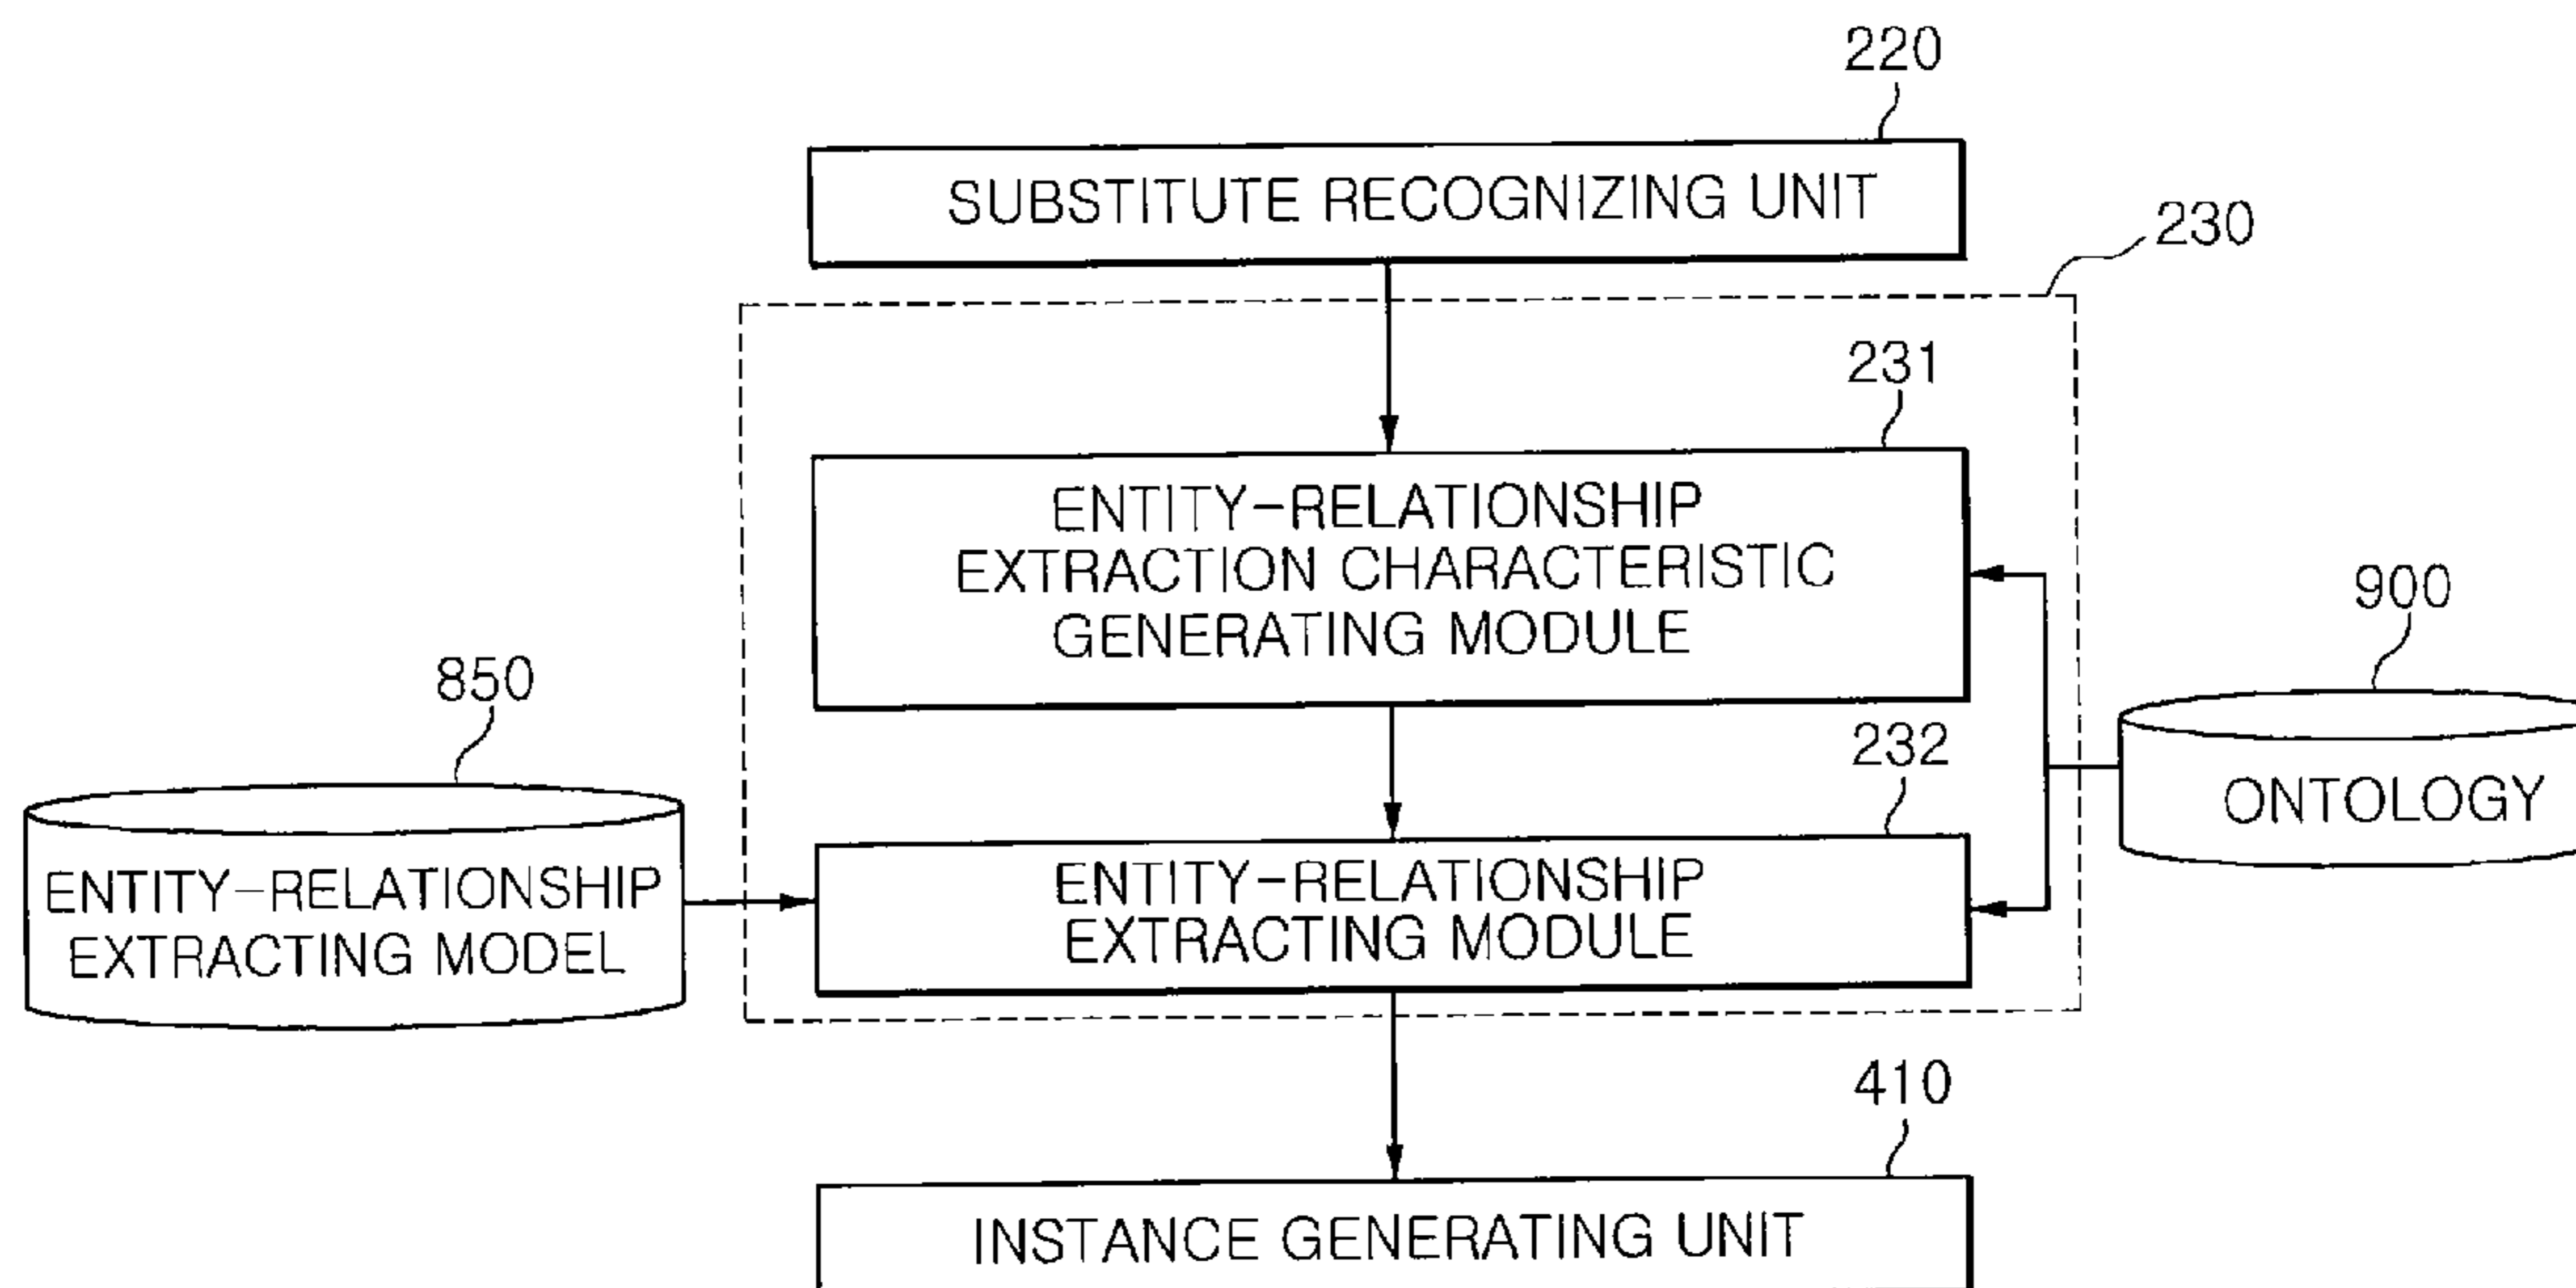 220
SUBSTITUTE RECOGNIZING UNIT
230
231
ENTITY-RELATIONSHIP
EXTRACTION CHARACTERISTIC
GENERATING MODULE
900
ONTOLOGY
850
ENTITY-RELATIONSHIP
EXTRACTING MODEL
232
ENTITY-RELATIONSHIP
EXTRACTING MODULE
410
INSTANCE GENERATING UNIT